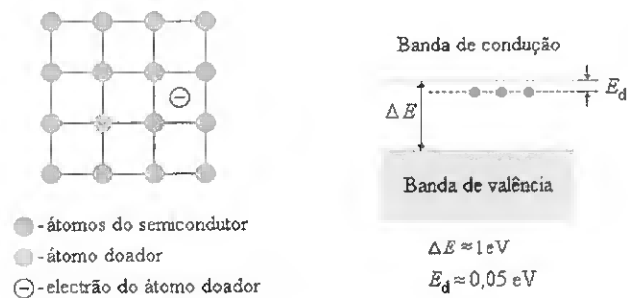 Banda de condução
E_d
ΔE
Banda de valência
- átomos do semicondutor
- átomo doador
- electrão do átomo doador
ΔE ≈ 1 eV
E_d ≈ 0,05 eV